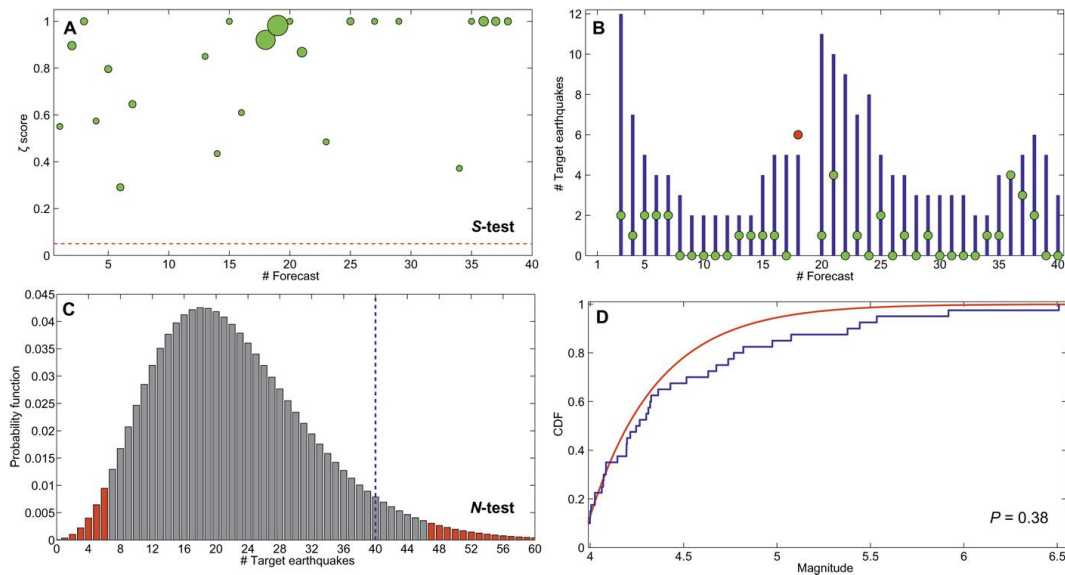 A
ζ score
1
0.8
0.6
0.4
0.2
0
S-test
5 10 15 20 25 30 35 40
# Forecast
B
# Target earthquakes
12
10
8
6
4
2
0
1 5 10 15 20 25 30 35 40
# Forecast
C
Probability function
0.045
0.04
0.035
0.03
0.025
0.02
0.015
0.01
0.005
0
N-test
0 4 8 12 16 20 24 28 32 36 40 44 48 52 56 60
# Target earthquakes
D
CDF
1
0.8
0.6
0.4
0.2
0
P = 0.38
4 4.5 5 5.5 6 6.5
Magnitude